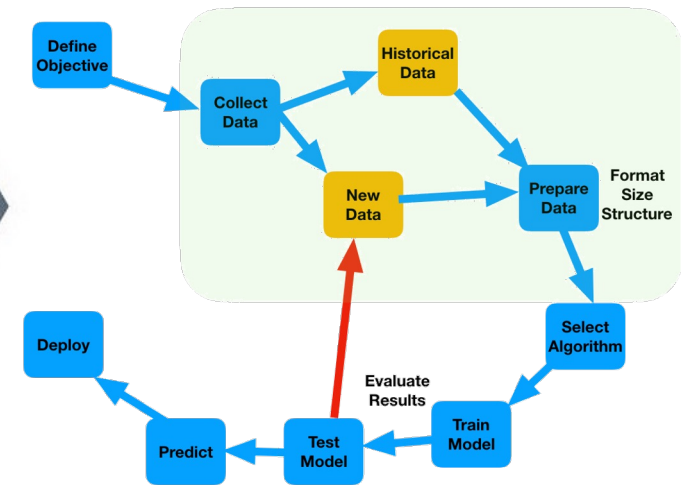 Define
Objective
Collect
Data
Historical
Data
New
Data
Prepare
Data
Format
Size
Structure
Select
Algorithm
Train
Model
Evaluate
Results
Test
Model
Predict
Deploy